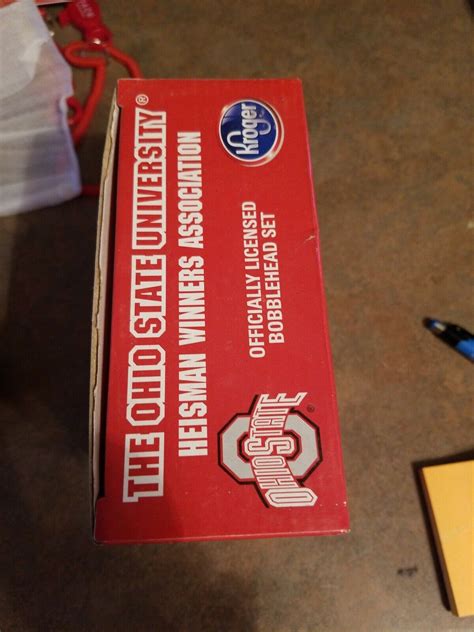 THE OHIO STATE UNIVERSITY®
HEISMAN WINNERS ASSOCIATION
OFFICIALLY LICENSED
BOBBLEHEAD SET
Kroger
OHIO STATE
®